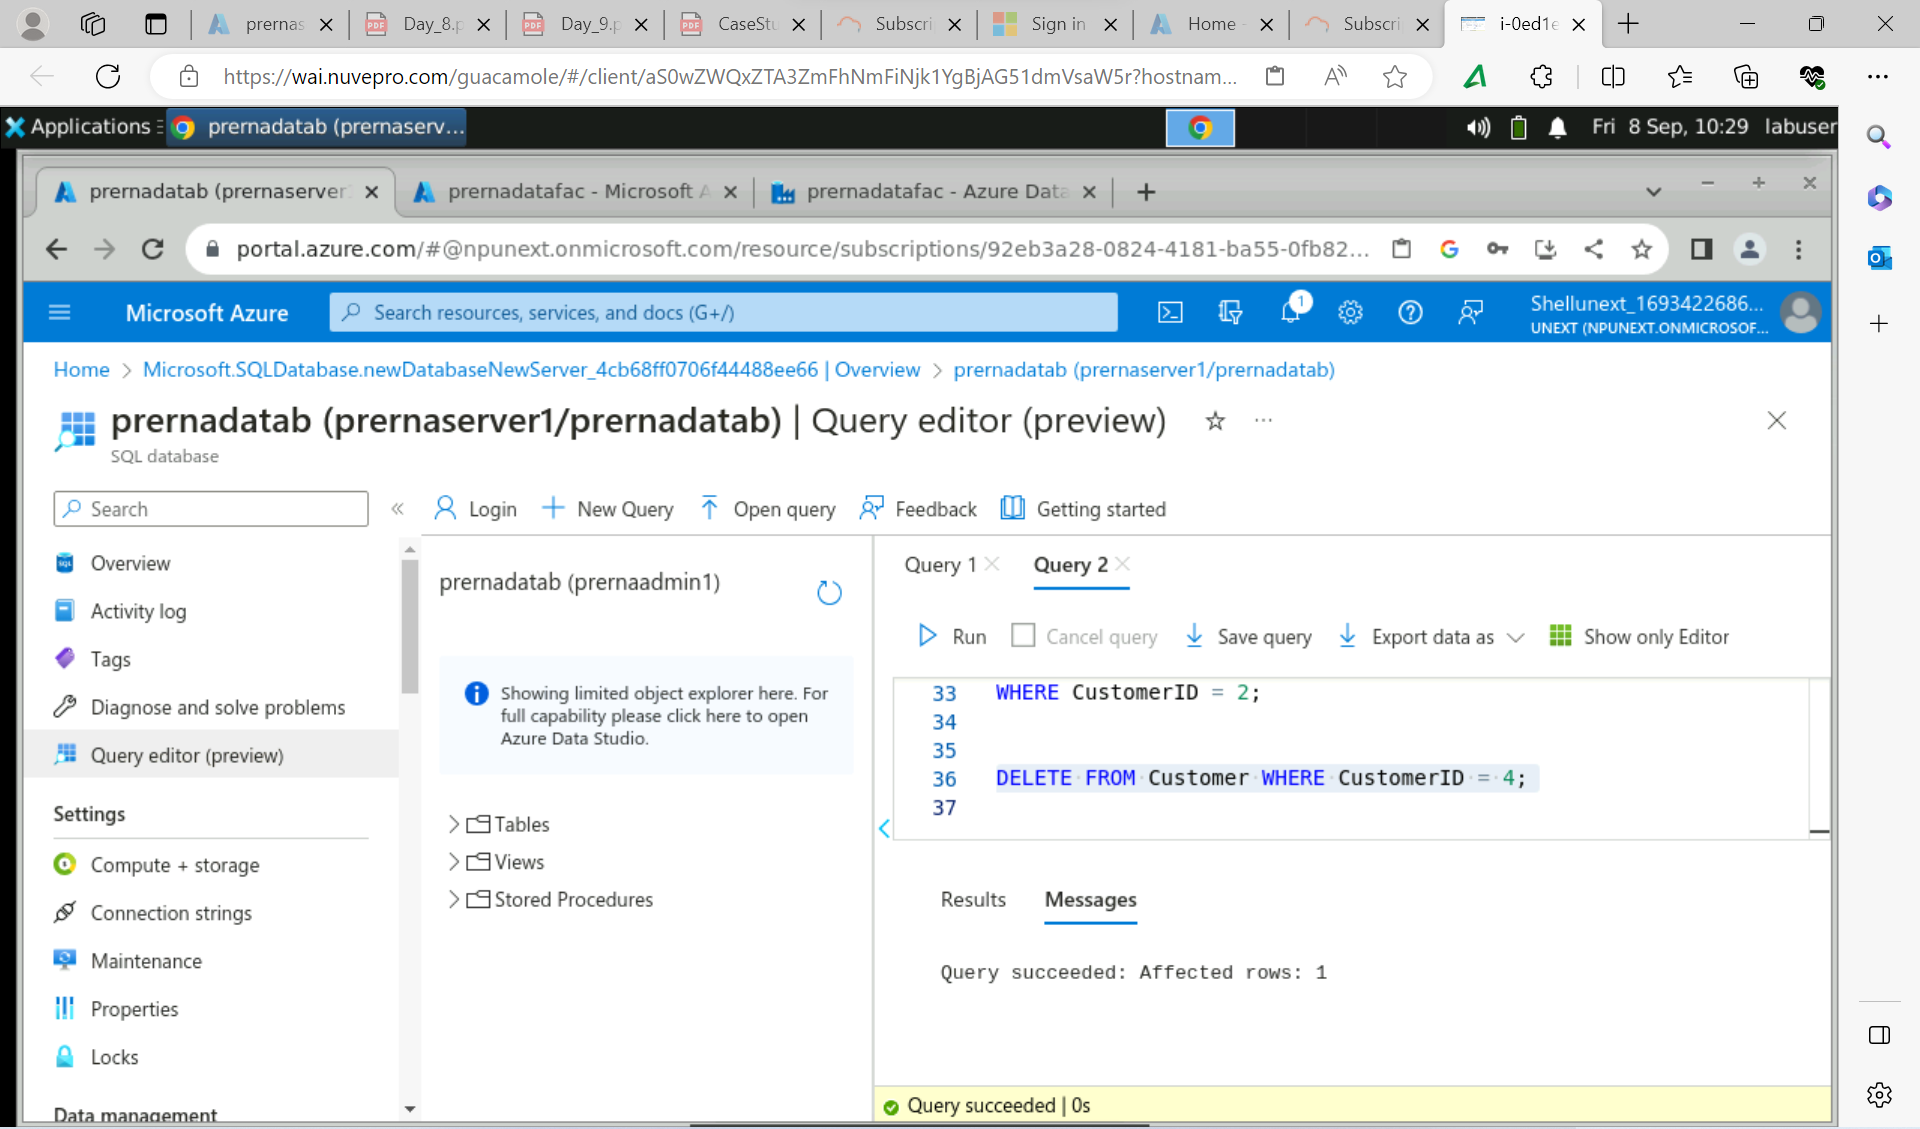 prernas
Day_8.p
Day_9.p
CaseStu
Subscri
Sign in
Home -
Subscri
i-0ed1e
https://wai.nuvepro.com/guacamole/#/client/aS0wZWQxZTA3ZmFhNmFiNjk1YgBjAG51dmVsaW5r?hostnam...
Applications
prernadatab (prernaserv...
Fri 8 Sep, 10:29 labuser
prernadatab (prernaserver
prernadatafac - Microsoft A
prernadatafac - Azure Data
portal.azure.com/#@npunext.onmicrosoft.com/resource/subscriptions/92eb3a28-0824-4181-ba55-0fb82...
Microsoft Azure
Search resources, services, and docs (G+/)
1
Shellunext_1693422686...
UNEXT (NPUNEXT.ONMICROSOF...
Home > Microsoft.SQLDatabase.newDatabaseNewServer_4cb68ff0706f44488ee66 | Overview > prernadatab (prernaserver1/prernadatab)
prernadatab (prernaserver1/prernadatab) | Query editor (preview)
SQL database
Search
Login
New Query
Open query
Feedback
Getting started
Overview
Activity log
Tags
Diagnose and solve problems
Query editor (preview)
Settings
Compute + storage
Connection strings
Maintenance
Properties
Locks
Data management
prernadatab (prernaadmin1)
Showing limited object explorer here. For
full capability please click here to open
Azure Data Studio.
Tables
Views
Stored Procedures
Query 1
Query 2
Run
Cancel query
Save query
Export data as
Show only Editor
33 WHERE CustomerID = 2;
34
35
36 DELETE FROM Customer WHERE CustomerID = 4;
37
Results
Messages
Query succeeded: Affected rows: 1
Query succeeded | 0s